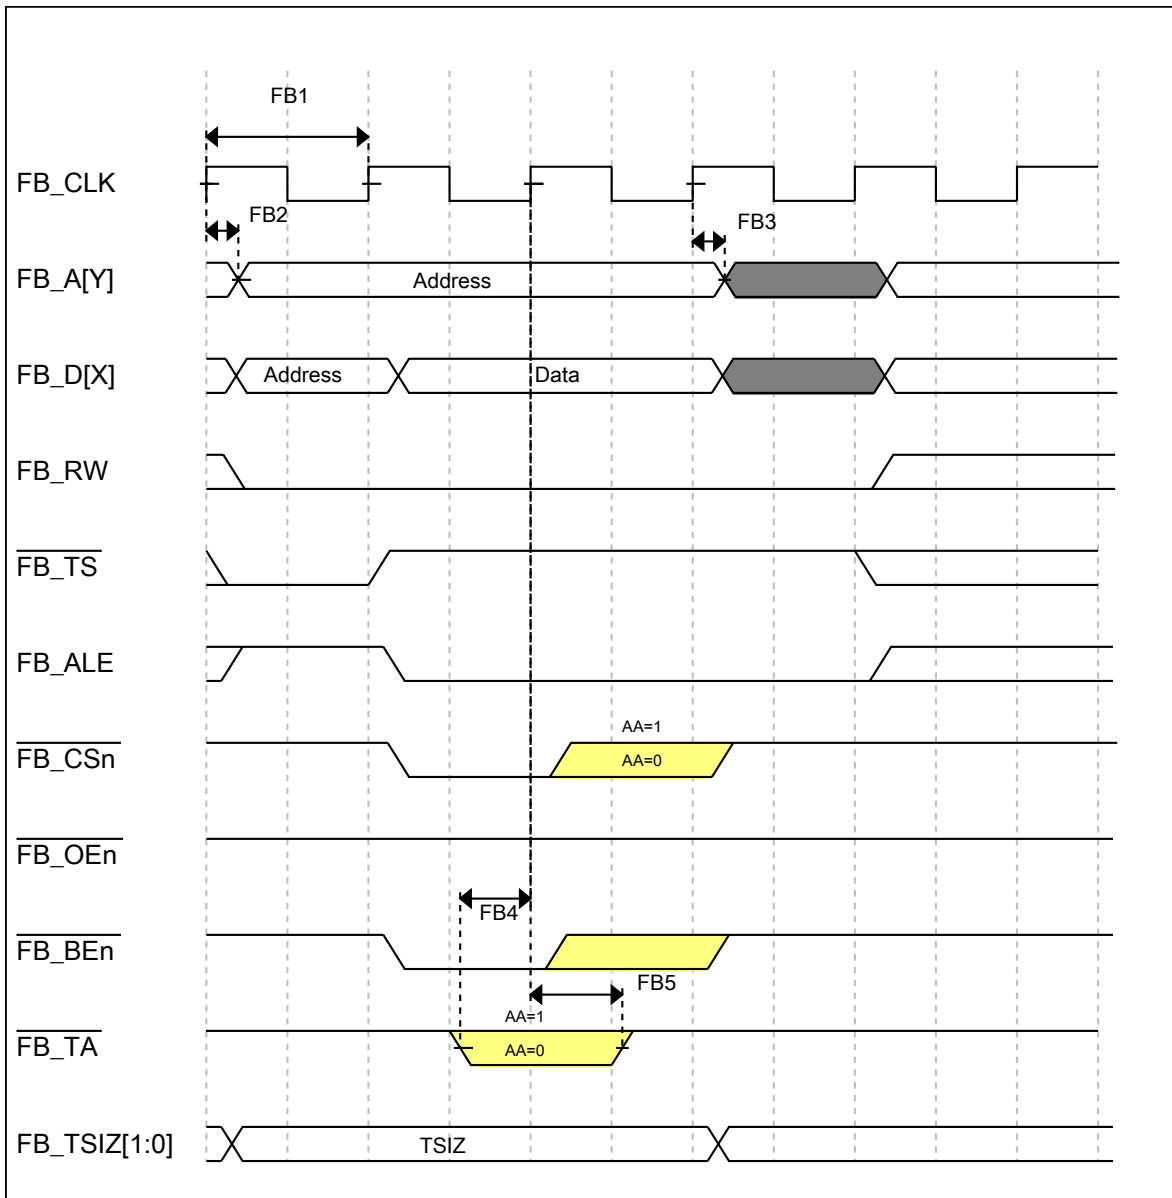 FB1
FB_CLK
FB2
FB3
FB_A[Y]
Address
FB_D[X]
Address
Data
FB_RW
FB_TS
FB_ALE
AA=1
FB_CSn
AA=0
FB_OEn
FB4
FB_BEn
FB5
AA=1
FB_TA
AA=0
FB_TSIZ[1:0]
TSIZ